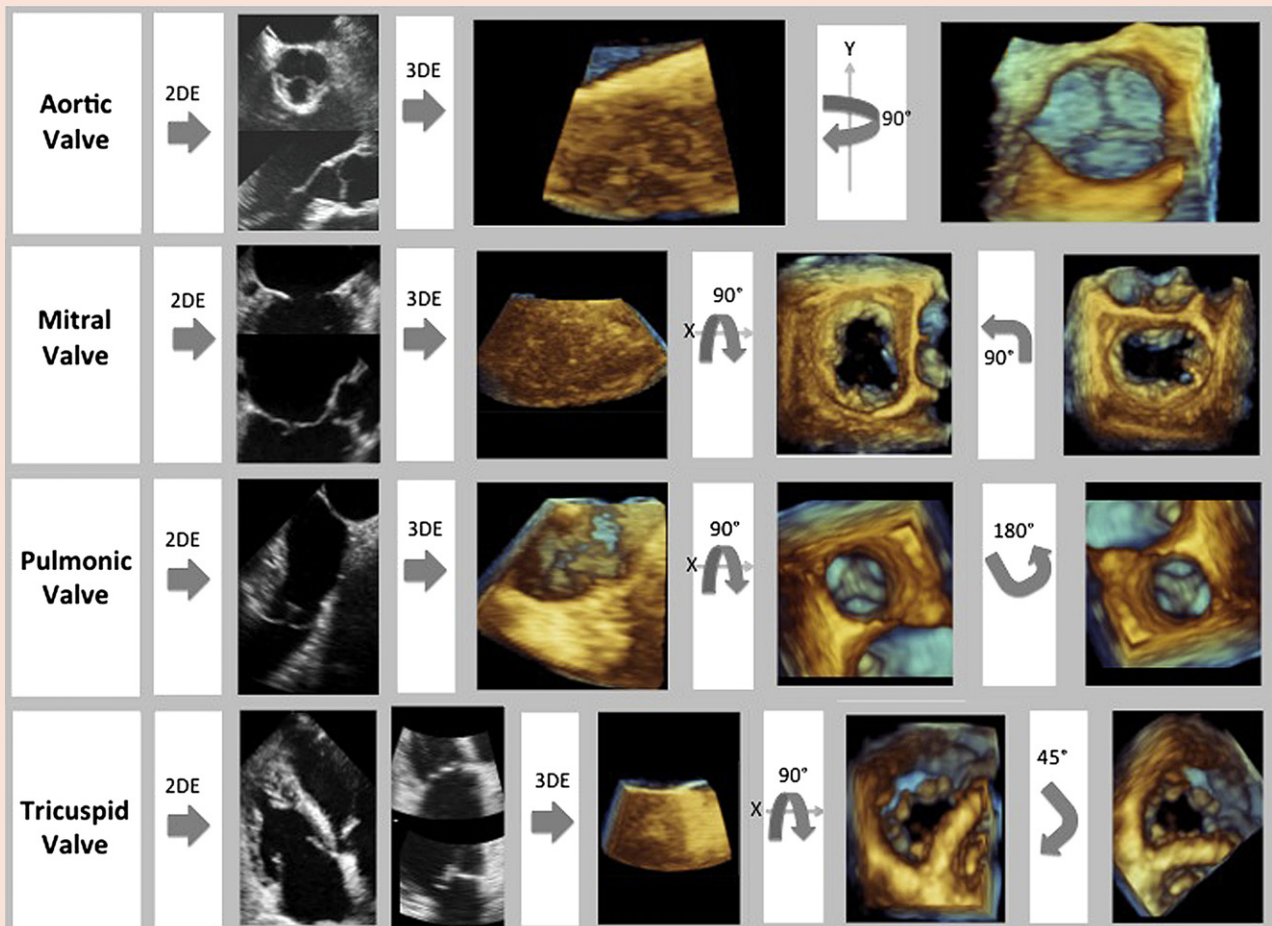 Aortic
Valve
2DE
3DE
Y
90°
Mitral
Valve
2DE
3DE
90°
X
90°
Pulmonic
Valve
2DE
3DE
90°
X
180°
Tricuspid
Valve
2DE
3DE
90°
X
45°